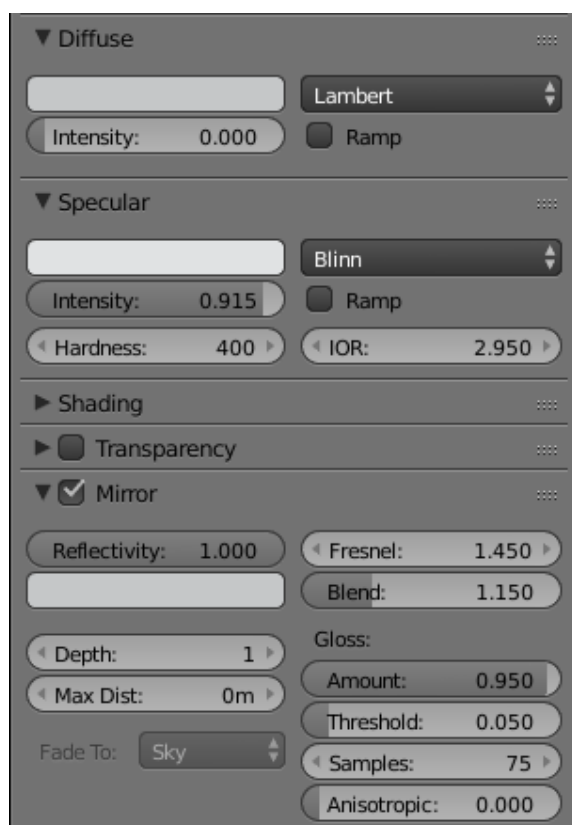 Diffuse
Lambert
Intensity: 0.000
Ramp
Specular
Blinn
Intensity: 0.915
Ramp
Hardness: 400
IOR: 2.950
Shading
Transparency
Mirror
Reflectivity: 1.000
Fresnel: 1.450
Blend: 1.150
Depth: 1
Gloss:
Max Dist: 0m
Amount: 0.950
Threshold: 0.050
Fade To: Sky
Samples: 75
Anisotropic: 0.000